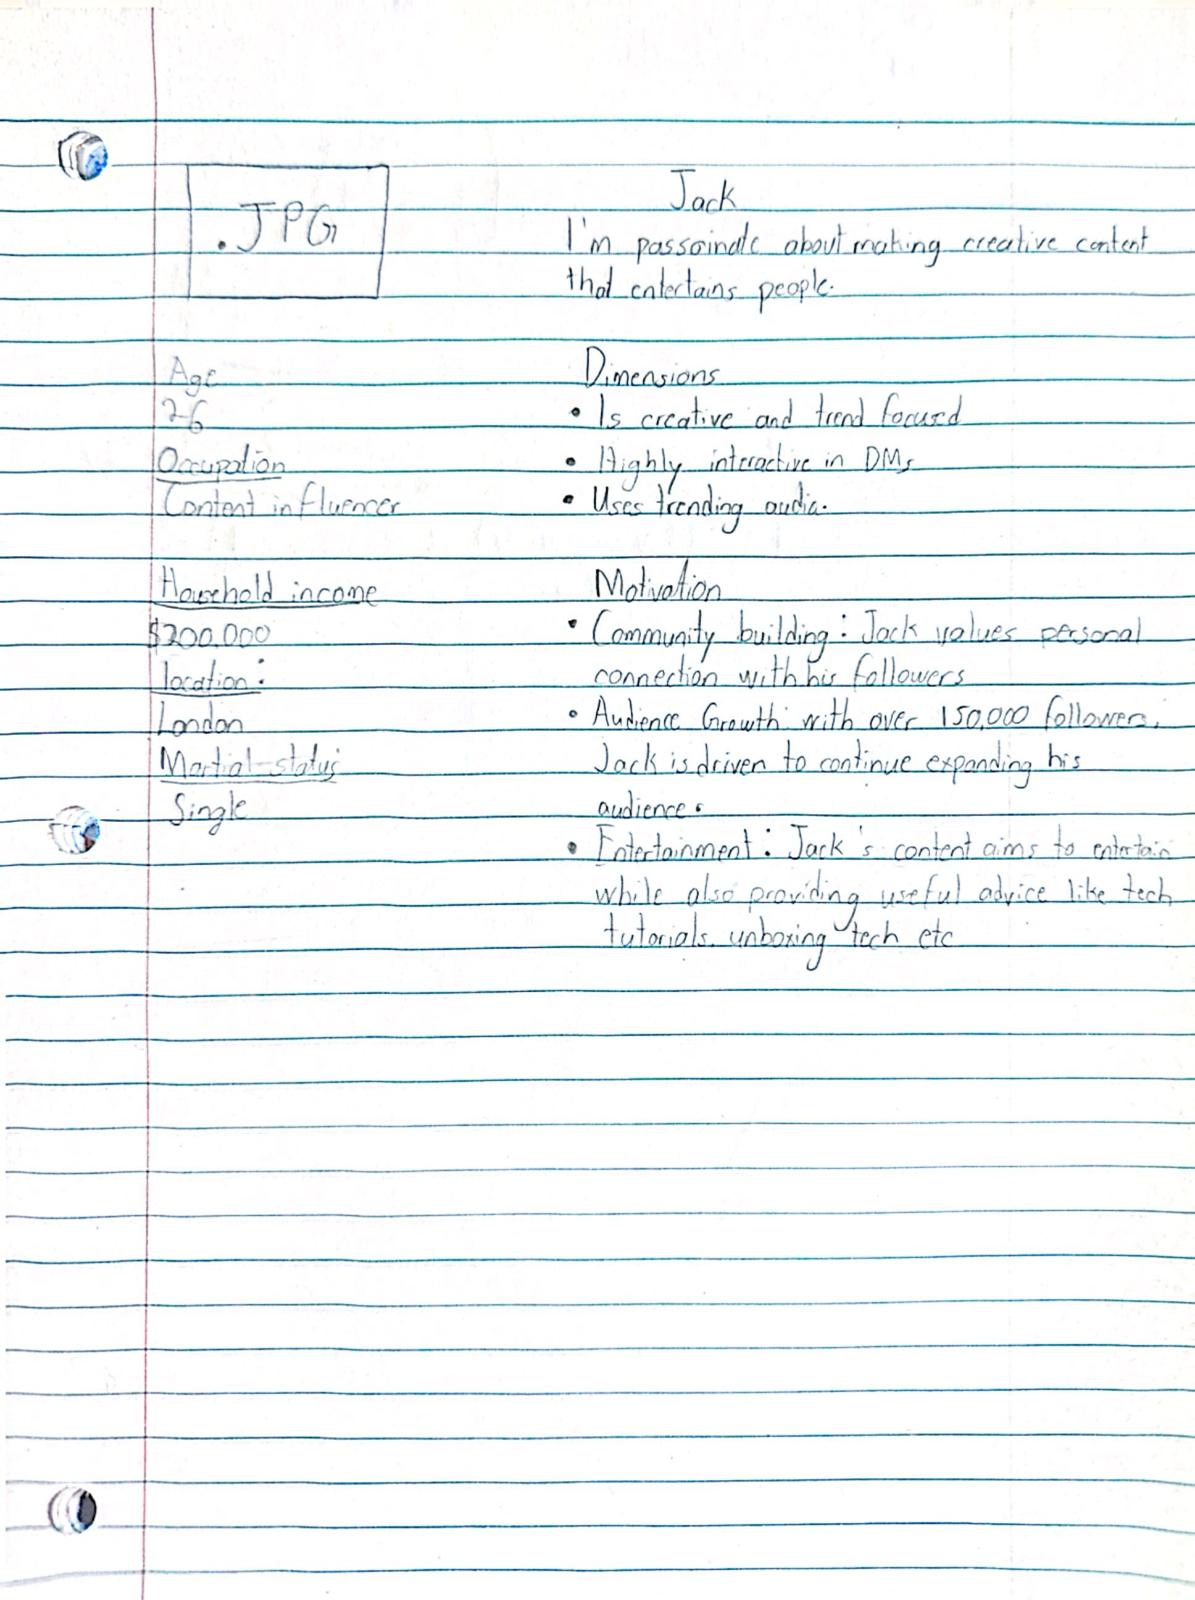 .JPG
Jack
I'm passoinate about making creative content
that entertains people.
Age
26
Occupation
Content influencer
Household income
$200.000
location:
London
Martial-status
Single
Dimensions
• Is creative and trend focused
• Highly interactive in DMs
• Uses trending audio.
Motivation
• Community building: Jack values personal
connection with his followers
• Audience Growth: with over 150,000 followers,
Jack is driven to continue expanding his
audience.
• Entertainment: Jack's content aims to entertain
while also providing useful advice like tech
tutorials, unboxing tech etc